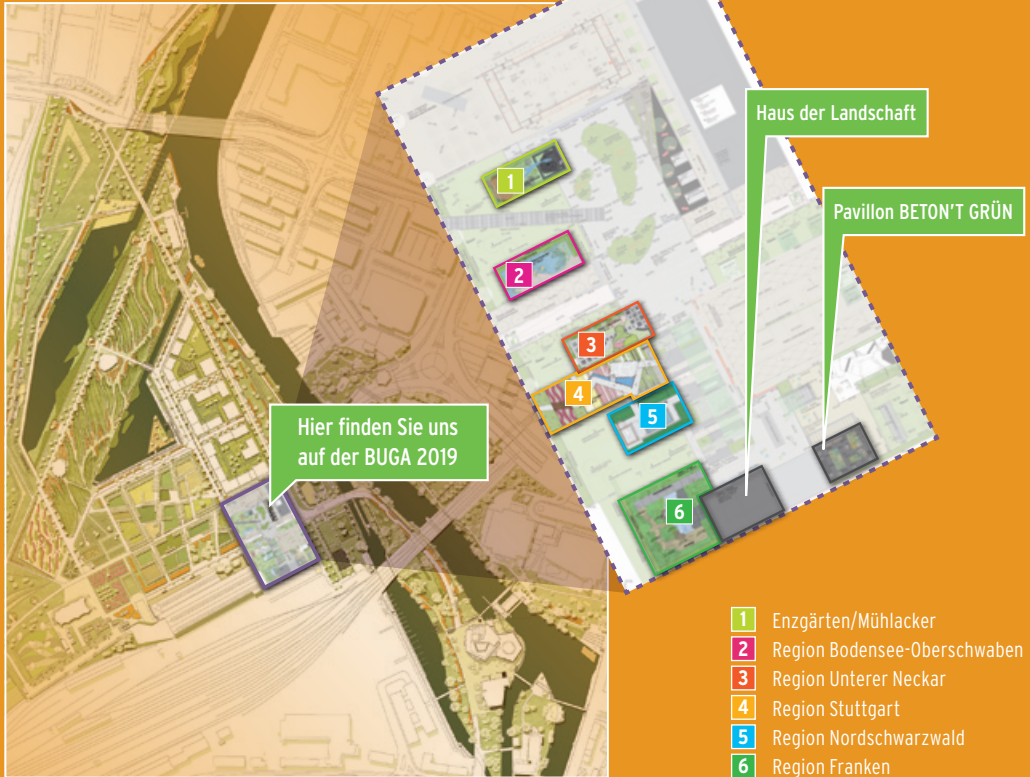 Haus der Landschaft
Pavillon BETON'T GRÜN
1
2
3
4
5
6
Hier finden Sie uns
auf der BUGA 2019
1 Enzgärten/Mühlacker
2 Region Bodensee-Oberschwaben
3 Region Unterer Neckar
4 Region Stuttgart
5 Region Nordschwarzwald
6 Region Franken